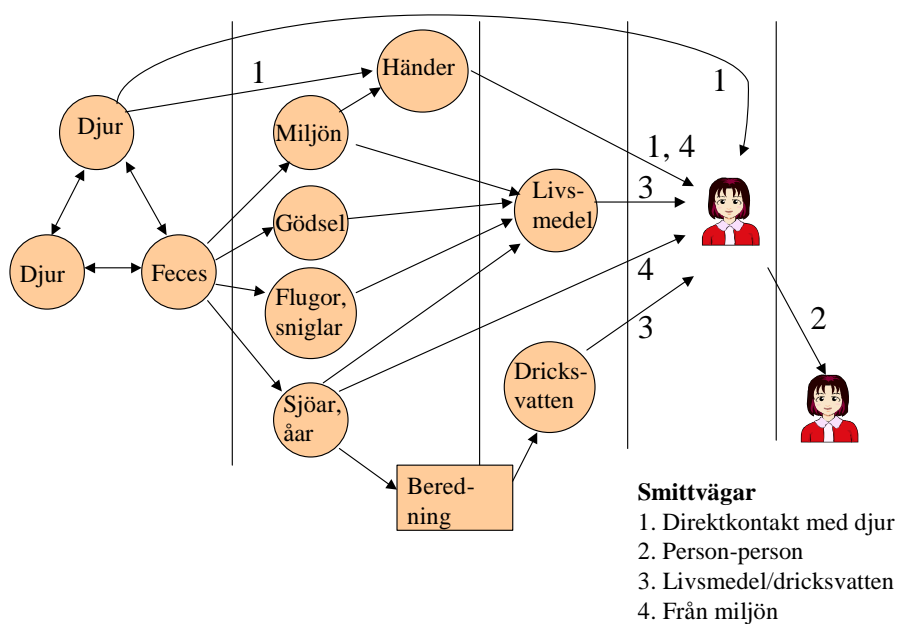 1
Händer
1
Djur
Miljön
1, 4
Livs-
medel
3
Gödsel
Djur
Feces
Flugor,
sniglar
4
3
2
Dricks-
vatten
Sjöar,
åar
Bered-
ning
Smittvägar
1. Direktkontakt med djur
2. Person-person
3. Livsmedel/dricksvatten
4. Från miljön